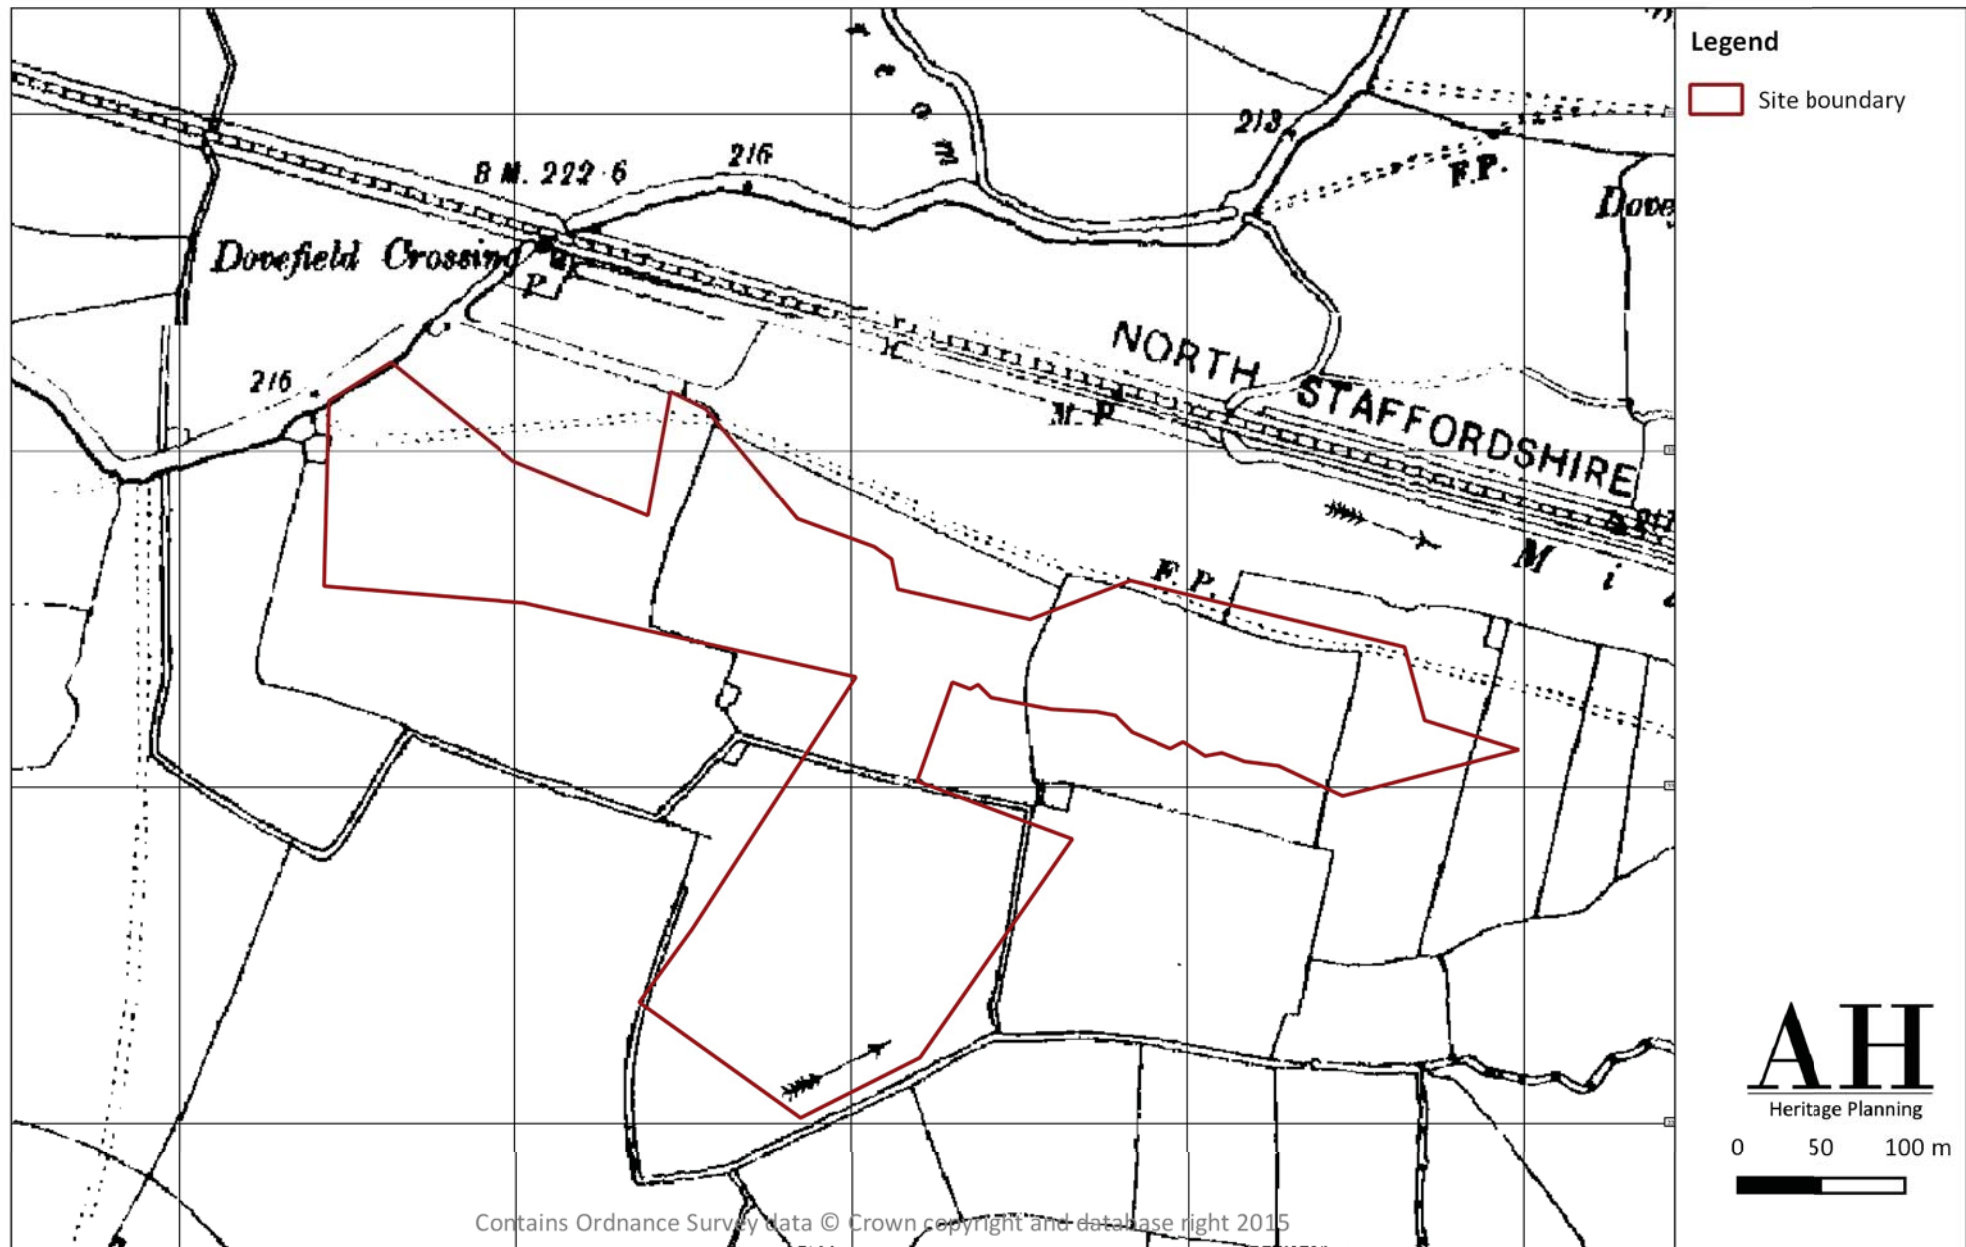 Legend
Site boundary
B M. 222·6
216
213
F.P.
Dove
Dovefield Crossing
P
216
C
NORTH STAFFORDSHIRE
M.P
F. P.
M i
AH
Heritage Planning
0 50 100 m
Contains Ordnance Survey data © Crown copyright and database right 2015